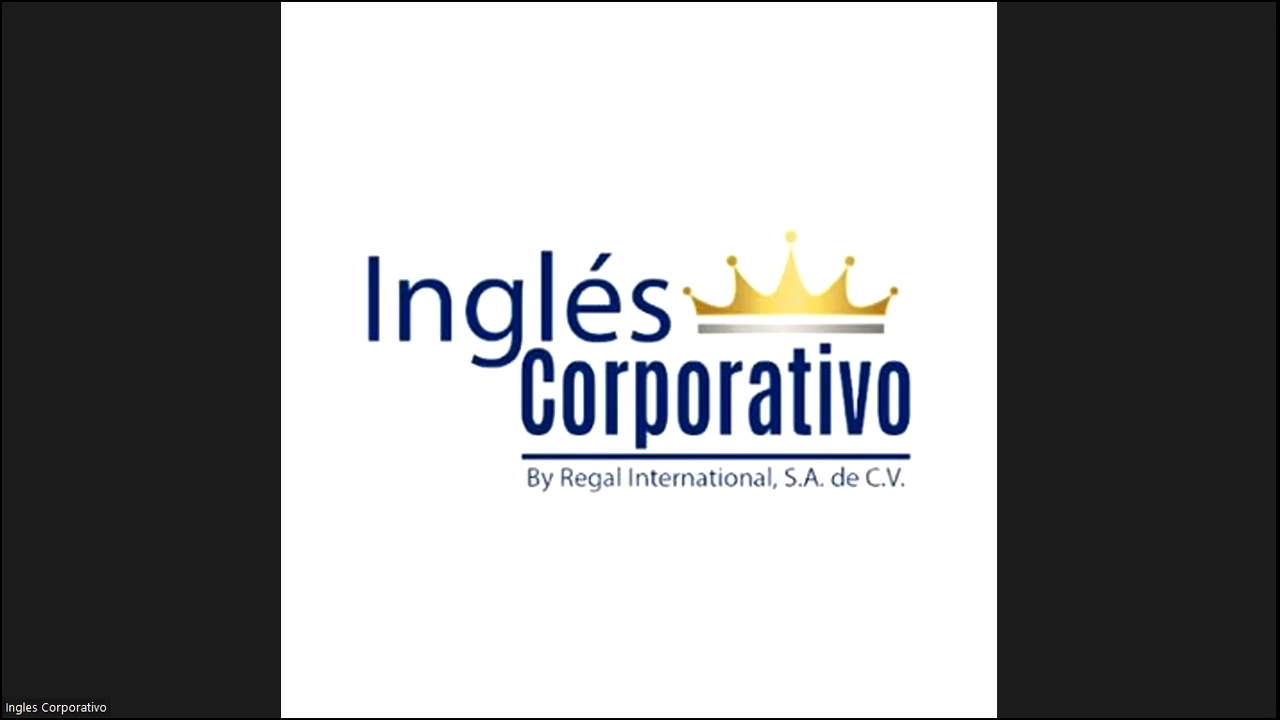 Inglés
Corporativo
By Regal International, S.A. de C.V.
Ingles Corporativo